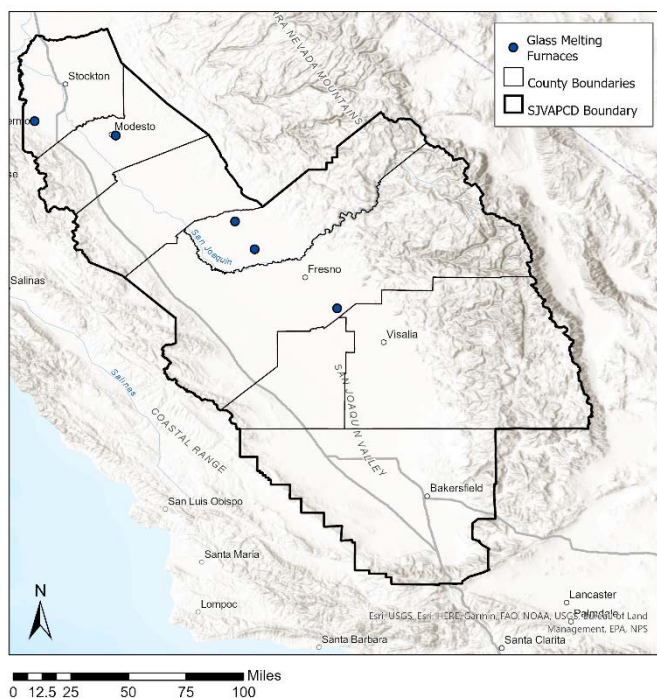 Glass Melting
Furnaces
County Boundaries
SJVAPCD Boundary
RRA NEVADA MOUNTAINS
Stockton
Modesto
San Joaquin
Fresno
Salinas
Visalia
Salinas
SAN JOAQUIN VALLEY
COASTAL RANGE
Bakersfield
San Luis Obispo
Santa Maria
Lompoc
Lancaster
Palmdale
Santa Barbara
Santa Clarita
N
Esri, USGS, Esri, HERE, Garmin, FAO, NOAA, USGS, Bureau of Land
Management, EPA, NPS
Miles
0 12.5 25 50 75 100